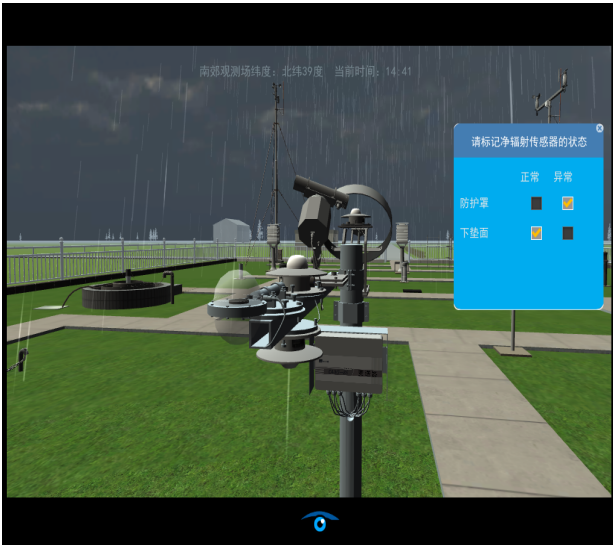 南郊观测场纬度：北纬39度 当前时间：14:41
请标记净辐射传感器的状态
正常 异常
防护罩
下垫面